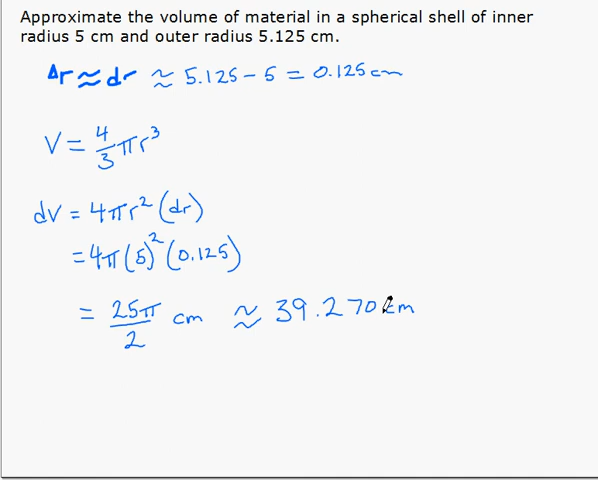 Approximate the volume of material in a spherical shell of inner
radius 5 cm and outer radius 5.125 cm.
Δr ≈ dr ≈ 5.125 - 5 = 0.125 cm
V = 4/3 πr³
dV = 4πr² (dr)
= 4π(5)² (0.125)
= 25π/2 cm ≈ 39.270 cm